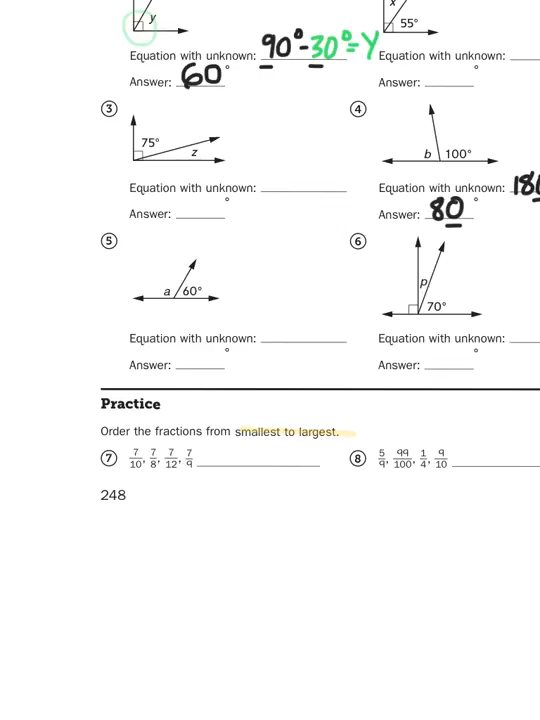 y
x
55°
Equation with unknown: 90°-30°=Y
Equation with unknown:
Answer: 60°
Answer: °
③
④
75°
z
b 100°
Equation with unknown:
Equation with unknown: 180
Answer: °
Answer: 80°
⑤
⑥
a 60°
p
70°
Equation with unknown:
Equation with unknown:
Answer: °
Answer: °
Practice
Order the fractions from smallest to largest.
⑦ 7/10, 7/8, 7/12, 7/9
⑧ 5/9, 99/100, 1/4, 9/10
248